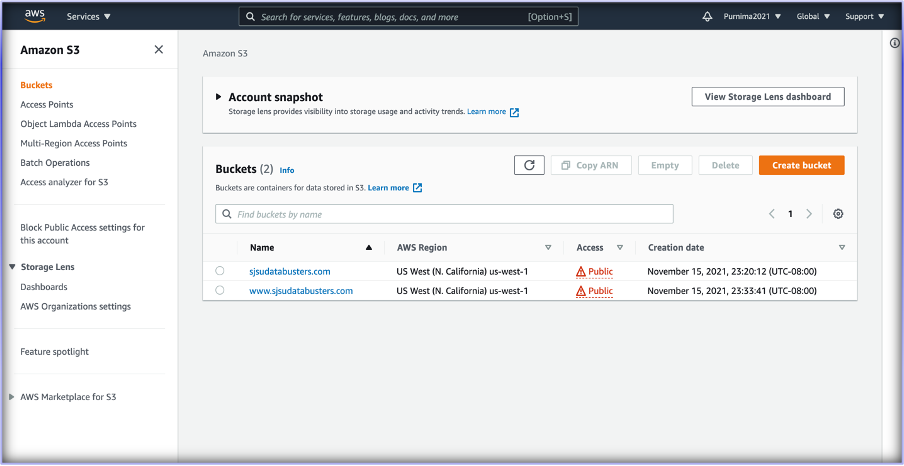 aws
Services
Search for services, features, blogs, docs, and more
[Option+S]
Purnima2021
Global
Support
Amazon S3
Buckets
Access Points
Object Lambda Access Points
Multi-Region Access Points
Batch Operations
Access analyzer for S3
Block Public Access settings for
this account
Storage Lens
Dashboards
AWS Organizations settings
Feature spotlight
AWS Marketplace for S3
Amazon S3
Account snapshot
Storage lens provides visibility into storage usage and activity trends. Learn more
View Storage Lens dashboard
Buckets (2) Info
Buckets are containers for data stored in S3. Learn more
Copy ARN
Empty
Delete
Create bucket
Find buckets by name
1
Name AWS Region Access Creation date
sjsudatabusters.com US West (N. California) us-west-1 Public November 15, 2021, 23:20:12 (UTC-08:00)
www.sjsudatabusters.com US West (N. California) us-west-1 Public November 15, 2021, 23:33:41 (UTC-08:00)